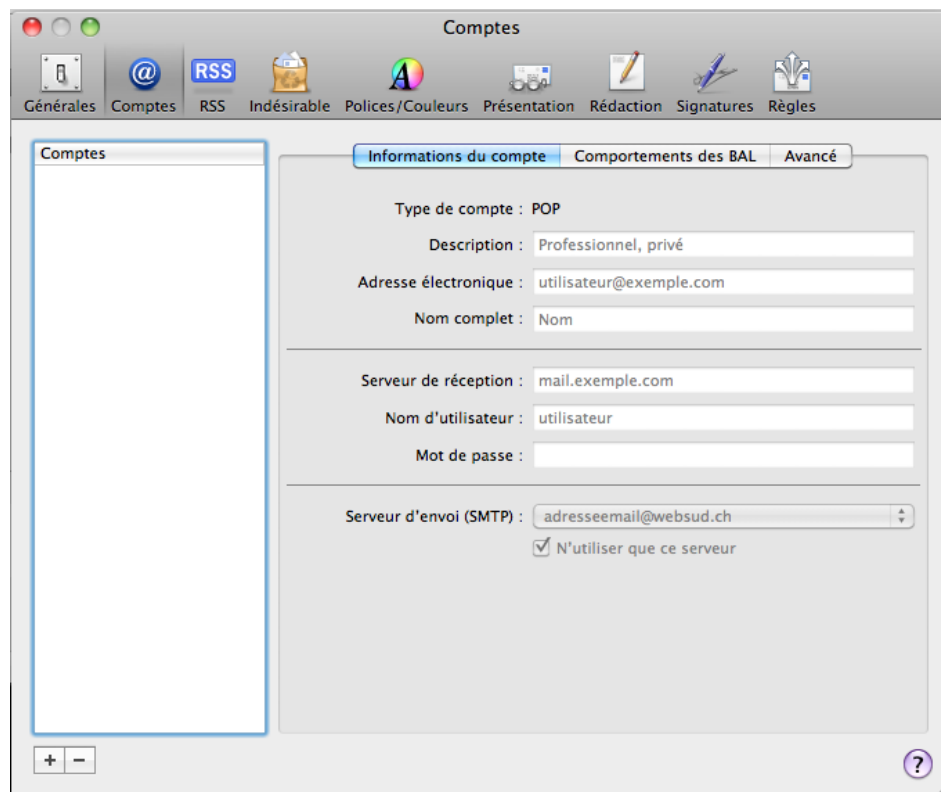 Comptes
@
RSS
Générales Comptes RSS Indésirable Polices/Couleurs Présentation Rédaction Signatures Règles
Comptes
Informations du compte Comportements des BAL Avancé
Type de compte : POP
Description : Professionnel, privé
Adresse électronique : utilisateur@exemple.com
Nom complet : Nom
Serveur de réception : mail.exemple.com
Nom d'utilisateur : utilisateur
Mot de passe :
Serveur d'envoi (SMTP) : adresseemail@websud.ch
N'utiliser que ce serveur
+ −
?